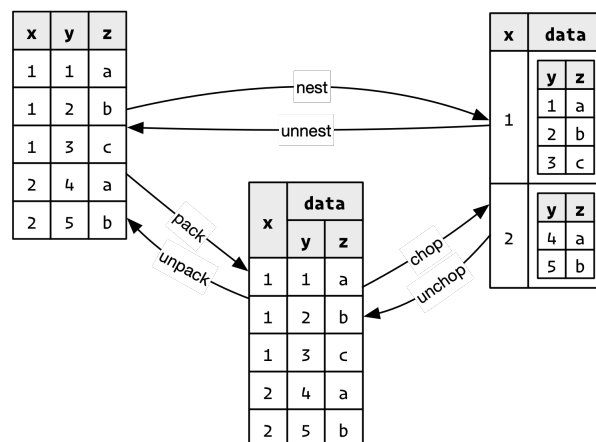 x y z
1 1 a
1 2 b
1 3 c
2 4 a
2 5 b
nest
unnest
x data
1
y z
1 a
2 b
3 c
2
y z
4 a
5 b
pack
unpack
x data
y z
1 1 a
1 2 b
1 3 c
2 4 a
2 5 b
chop
unchop